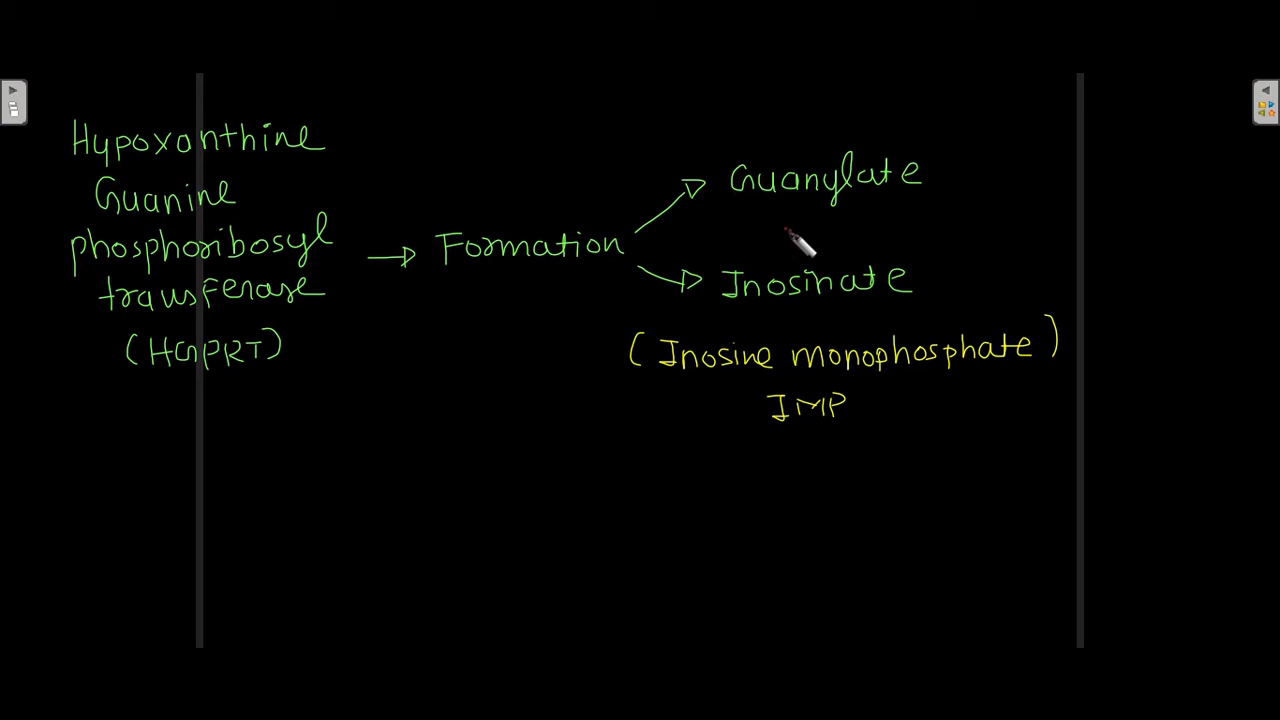 Hypoxanthine
Guanine
phosphoribosyl
transferase
(HGPRT)
→ Formation
Guanylate
Inosinate
(Inosine monophosphate)
IMP